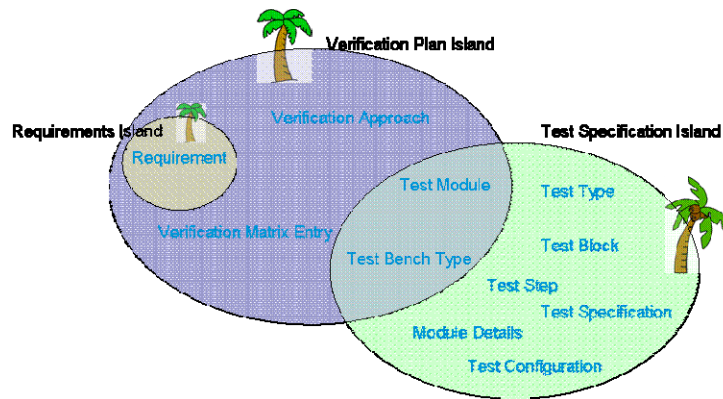 Verification Plan Island
Verification Approach
Requirements Island
Test Specification Island
Requirement
Test Module
Test Type
Verification Matrix Entry
Test Block
Test Bench Type
Test Step
Test Specification
Module Details
Test Configuration